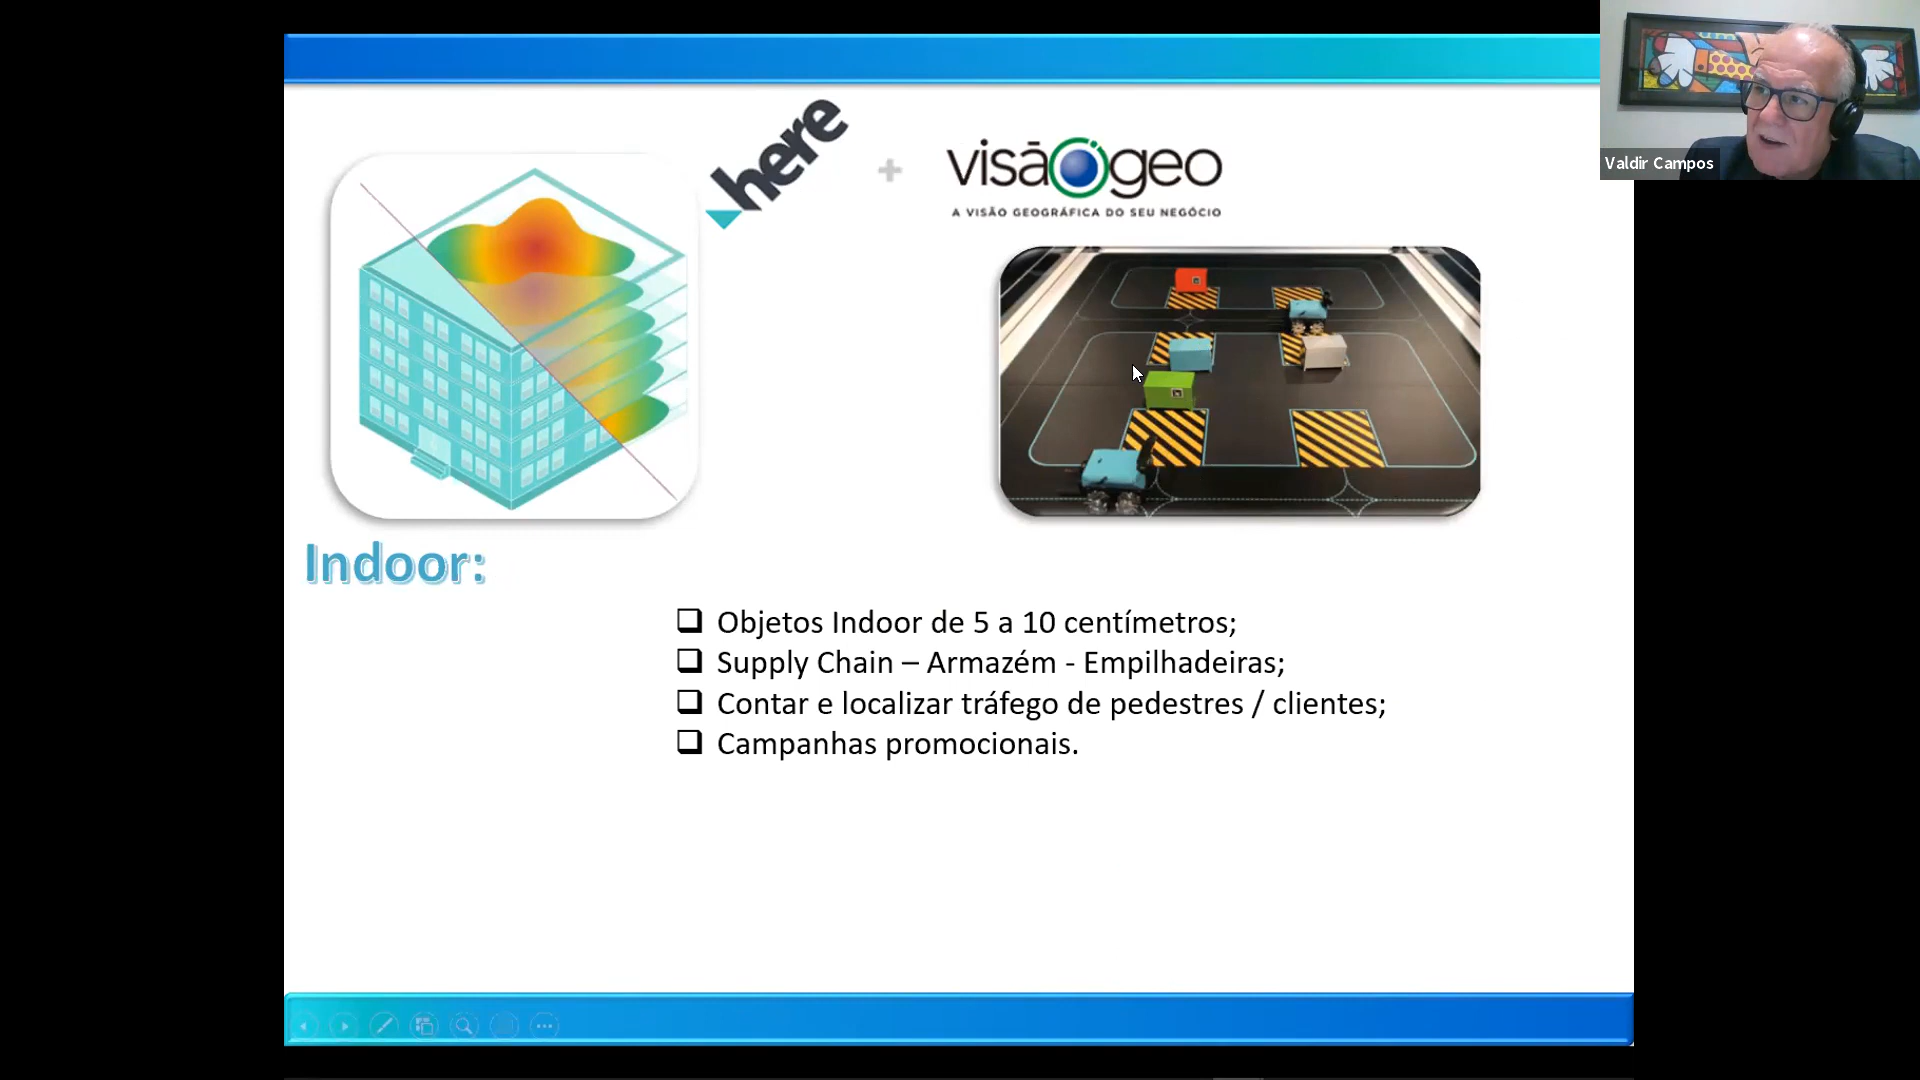 here
+
visãogeo
A VISÃO GEOGRÁFICA DO SEU NEGÓCIO
Valdir Campos
Indoor:
Objetos Indoor de 5 a 10 centímetros;
Supply Chain – Armazém - Empilhadeiras;
Contar e localizar tráfego de pedestres / clientes;
Campanhas promocionais.